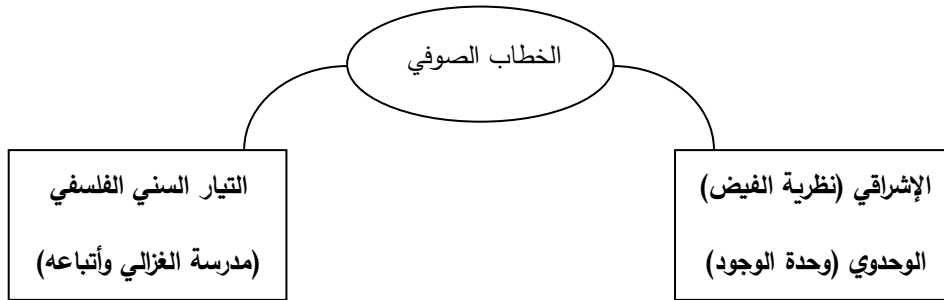 الخطاب الصوفي
الإشراقي (نظرية الفيض)
الوحدوي (وحدة الوجود)
التيار السني الفلسفي
(مدرسة الغزالي وأتباعه)